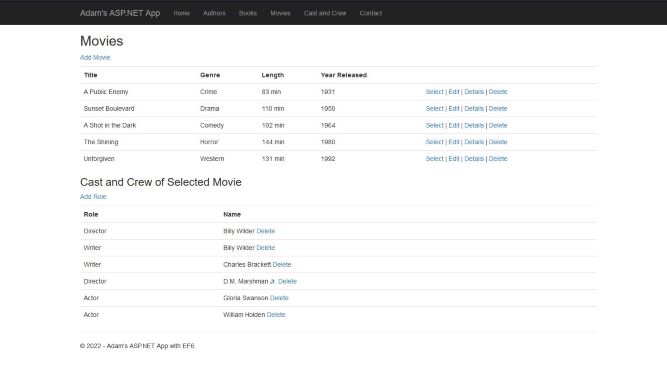 Adam's ASP.NET App Home Authors Books Movies Cast and Crew Contact
Movies
Add Movie
Title Genre Length Year Released
A Public Enemy Crime 83 min 1931 Select | Edit | Details | Delete
Sunset Boulevard Drama 110 min 1950 Select | Edit | Details | Delete
A Shot in the Dark Comedy 102 min 1964 Select | Edit | Details | Delete
The Shining Horror 144 min 1980 Select | Edit | Details | Delete
Unforgiven Western 131 min 1992 Select | Edit | Details | Delete
Cast and Crew of Selected Movie
Add Role
Role Name
Director Billy Wilder Delete
Writer Billy Wilder Delete
Writer Charles Brackett Delete
Director D.M. Marshman Jr. Delete
Actor Gloria Swanson Delete
Actor William Holden Delete
© 2022 - Adam's ASP.NET App with EF6